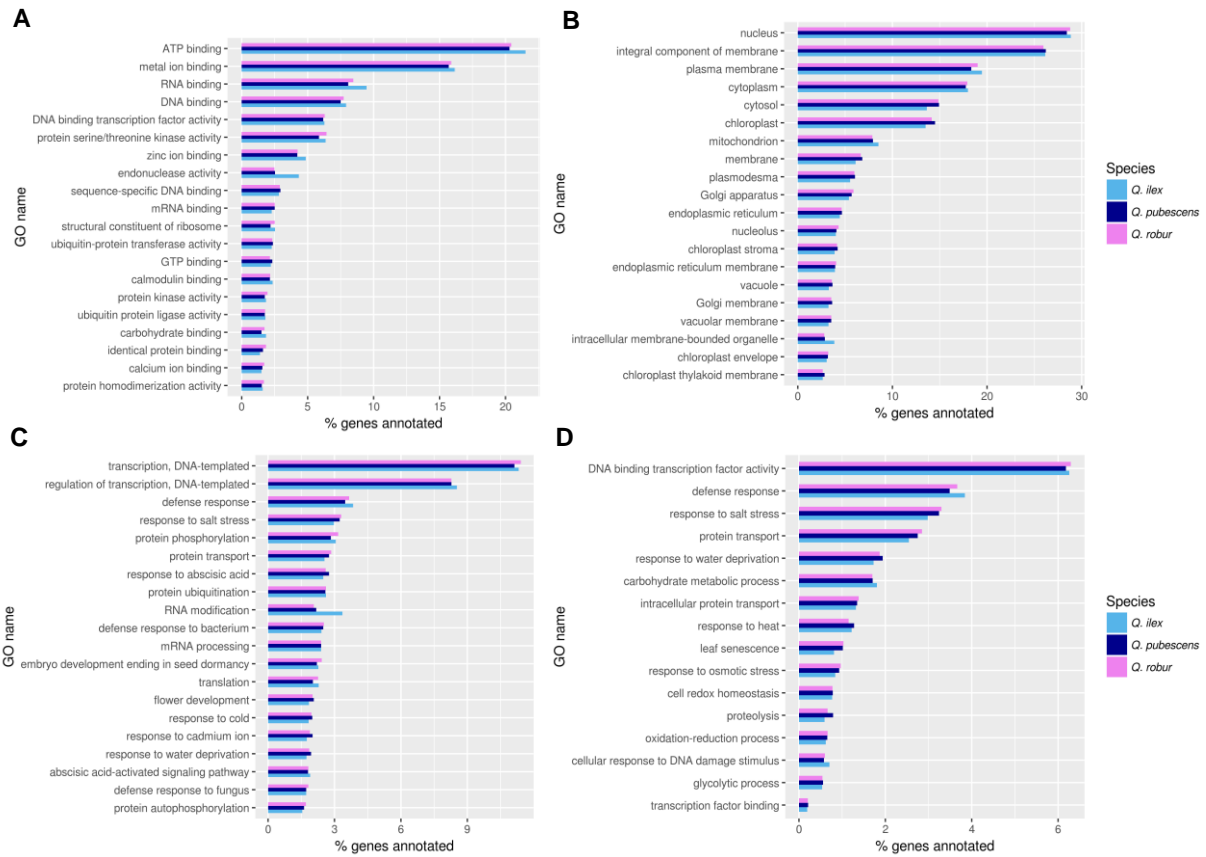 A
GO name
ATP binding
metal ion binding
RNA binding
DNA binding
DNA binding transcription factor activity
protein serine/threonine kinase activity
zinc ion binding
endonuclease activity
sequence-specific DNA binding
mRNA binding
structural constituent of ribosome
ubiquitin-protein transferase activity
GTP binding
calmodulin binding
protein kinase activity
ubiquitin protein ligase activity
carbohydrate binding
identical protein binding
calcium ion binding
protein homodimerization activity
0 5 10 15 20
% genes annotated
B
GO name
nucleus
integral component of membrane
plasma membrane
cytoplasm
cytosol
chloroplast
mitochondrion
membrane
plasmodesma
Golgi apparatus
endoplasmic reticulum
nucleolus
chloroplast stroma
endoplasmic reticulum membrane
vacuole
Golgi membrane
vacuolar membrane
intracellular membrane-bounded organelle
chloroplast envelope
chloroplast thylakoid membrane
0 10 20 30
% genes annotated
Species
Q. ilex
Q. pubescens
Q. robur
C
GO name
transcription, DNA-templated
regulation of transcription, DNA-templated
defense response
response to salt stress
protein phosphorylation
protein transport
response to abscisic acid
protein ubiquitination
RNA modification
defense response to bacterium
mRNA processing
embryo development ending in seed dormancy
translation
flower development
response to cold
response to cadmium ion
response to water deprivation
abscisic acid-activated signaling pathway
defense response to fungus
protein autophosphorylation
0 3 6 9
% genes annotated
D
GO name
DNA binding transcription factor activity
defense response
response to salt stress
protein transport
response to water deprivation
carbohydrate metabolic process
intracellular protein transport
response to heat
leaf senescence
response to osmotic stress
cell redox homeostasis
proteolysis
oxidation-reduction process
cellular response to DNA damage stimulus
glycolytic process
transcription factor binding
0 2 4 6
% genes annotated
Species
Q. ilex
Q. pubescens
Q. robur